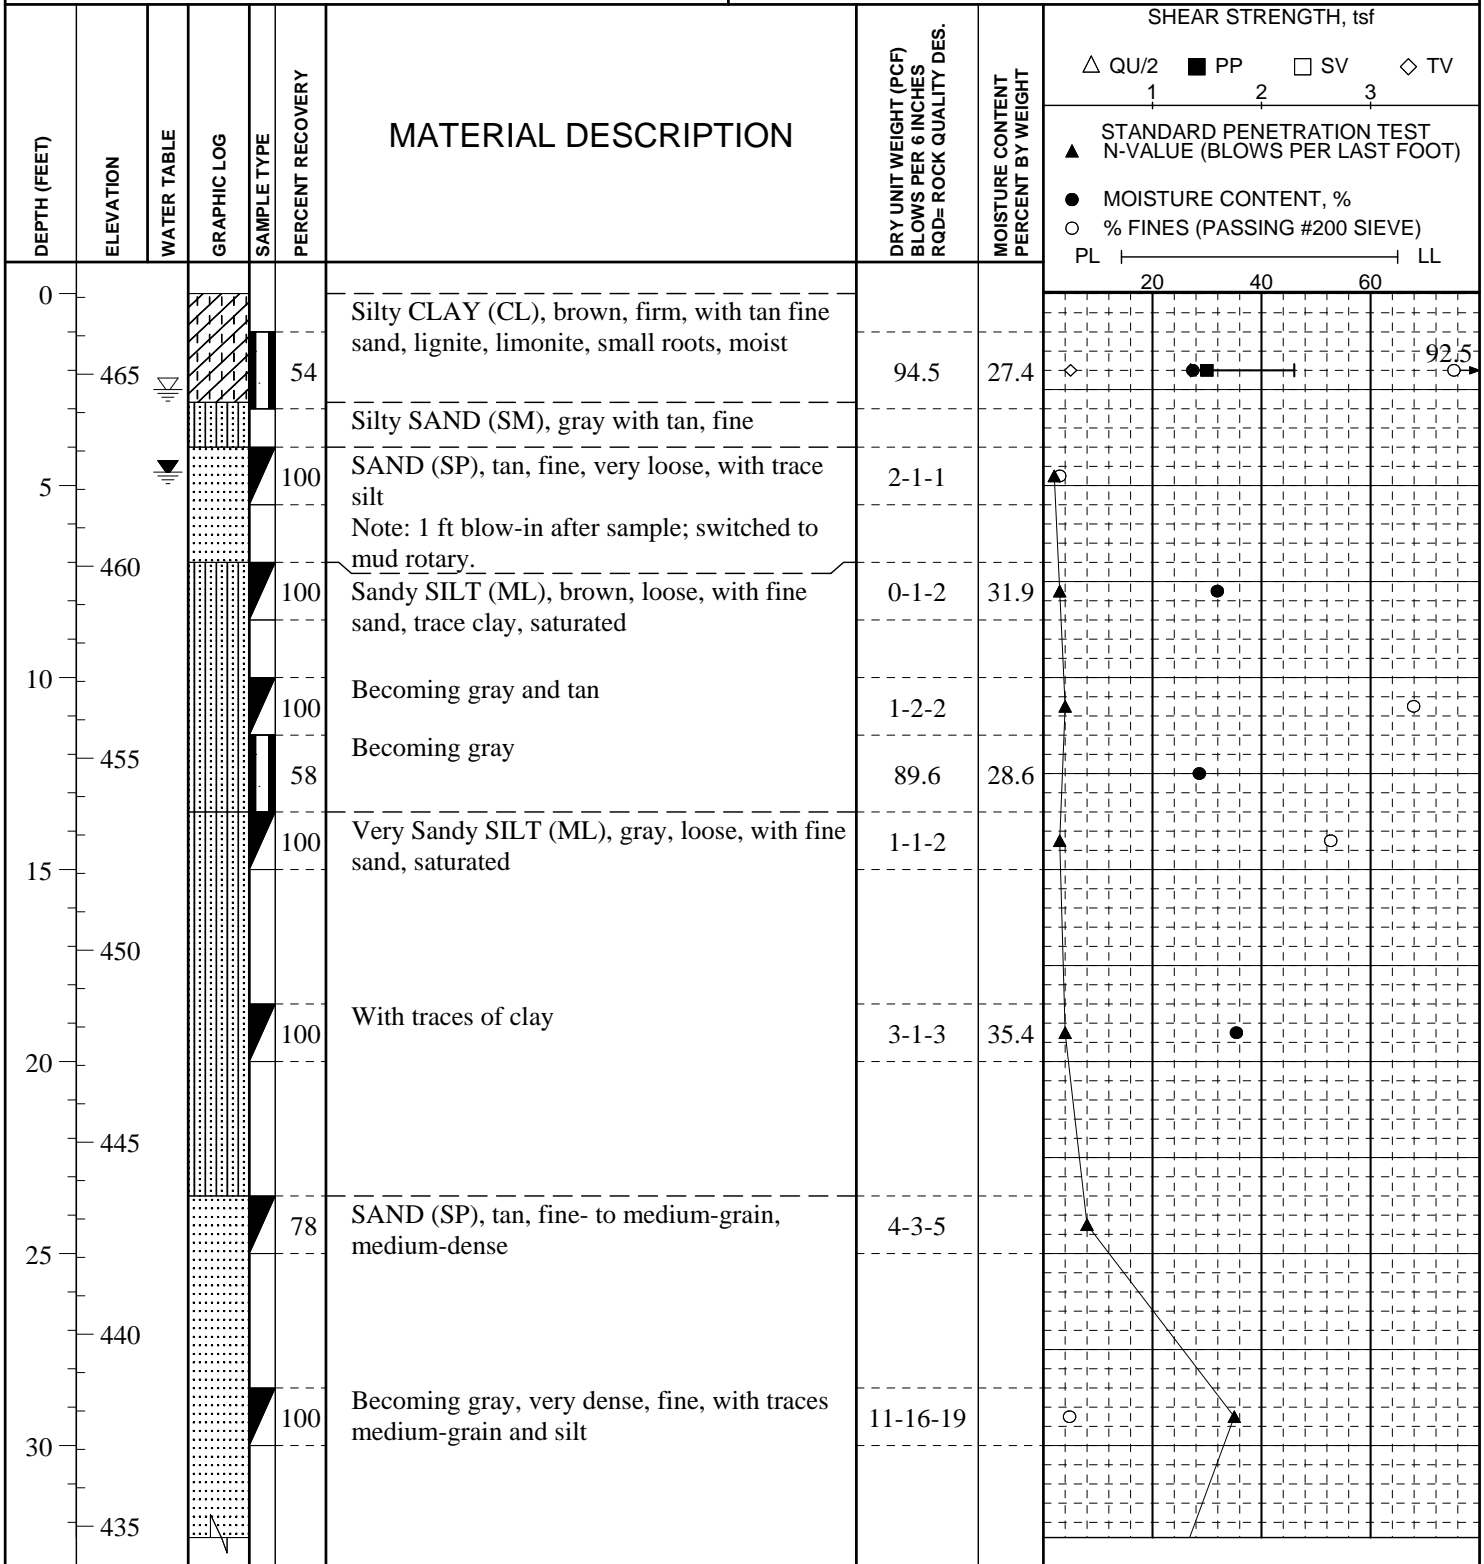 SHEAR STRENGTH, tsf
QU/2 PP SV TV
1 2 3
STANDARD PENETRATION TEST
N-VALUE (BLOWS PER LAST FOOT)
MOISTURE CONTENT, %
% FINES (PASSING #200 SIEVE)
PL LL
20 40 60
DEPTH (FEET)
ELEVATION
WATER TABLE
GRAPHIC LOG
SAMPLE TYPE
PERCENT RECOVERY
MATERIAL DESCRIPTION
DRY UNIT WEIGHT (PCF)
BLOWS PER 6 INCHES
RQD= ROCK QUALITY DES.
MOISTURE CONTENT
PERCENT BY WEIGHT
0
Silty CLAY (CL), brown, firm, with tan fine
sand, lignite, limonite, small roots, moist
92.5
465 54 94.5 27.4
Silty SAND (SM), gray with tan, fine
SAND (SP), tan, fine, very loose, with trace
5 100 2-1-1
silt
Note: 1 ft blow-in after sample; switched to
mud rotary.
460
Sandy SILT (ML), brown, loose, with fine
100 0-1-2 31.9
sand, trace clay, saturated
10
Becoming gray and tan
100 1-2-2
Becoming gray
455
58 89.6 28.6
Very Sandy SILT (ML), gray, loose, with fine
100 1-1-2
sand, saturated
15
450
With traces of clay
100 3-1-3 35.4
20
445
SAND (SP), tan, fine- to medium-grain,
78 4-3-5
medium-dense
25
440
Becoming gray, very dense, fine, with traces
100 11-16-19
medium-grain and silt
30
435